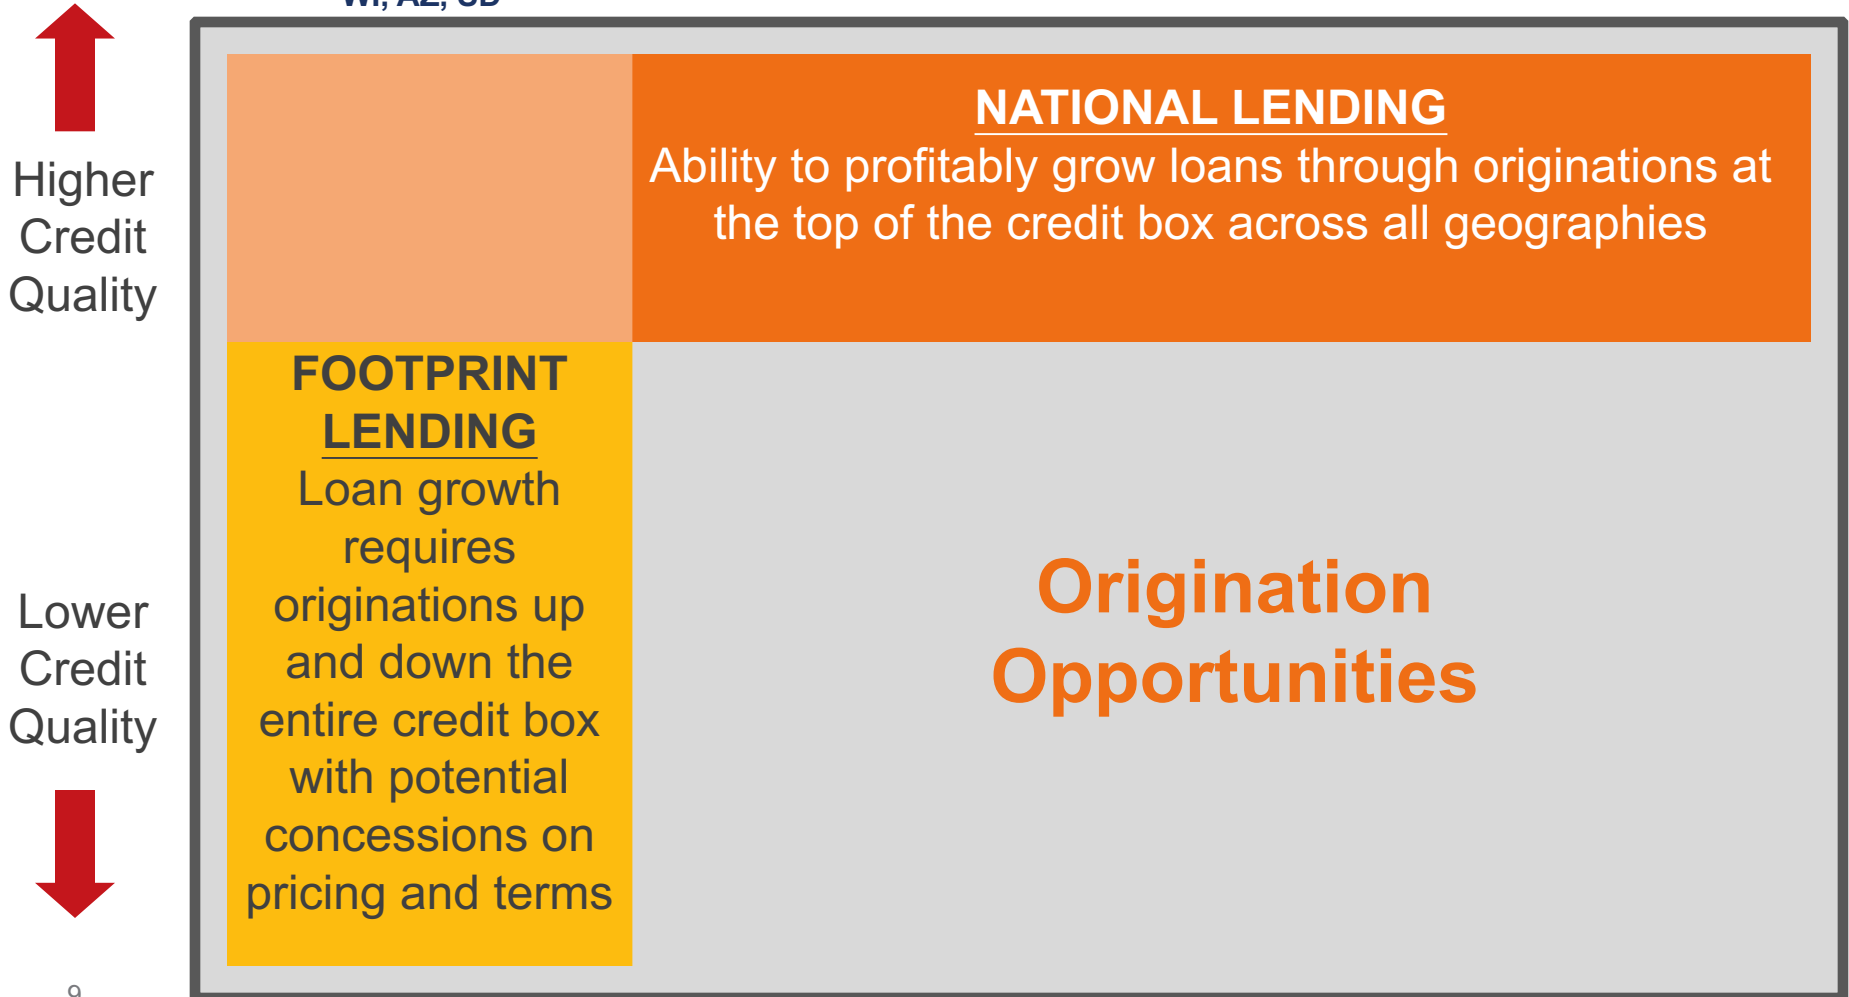 NATIONAL LENDING
Ability to profitably grow loans through originations at
the top of the credit box across all geographies
Higher
Credit
Quality
FOOTPRINT
LENDING
Loan growth
requires
originations up
and down the
entire credit box
with potential
concessions on
pricing and terms
Origination
Opportunities
Lower
Credit
Quality
9